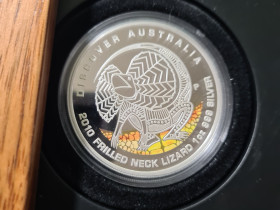 DISCOVER AUSTRALIA
2010 FRILLED NECK LIZARD 1oz 999 SILVER